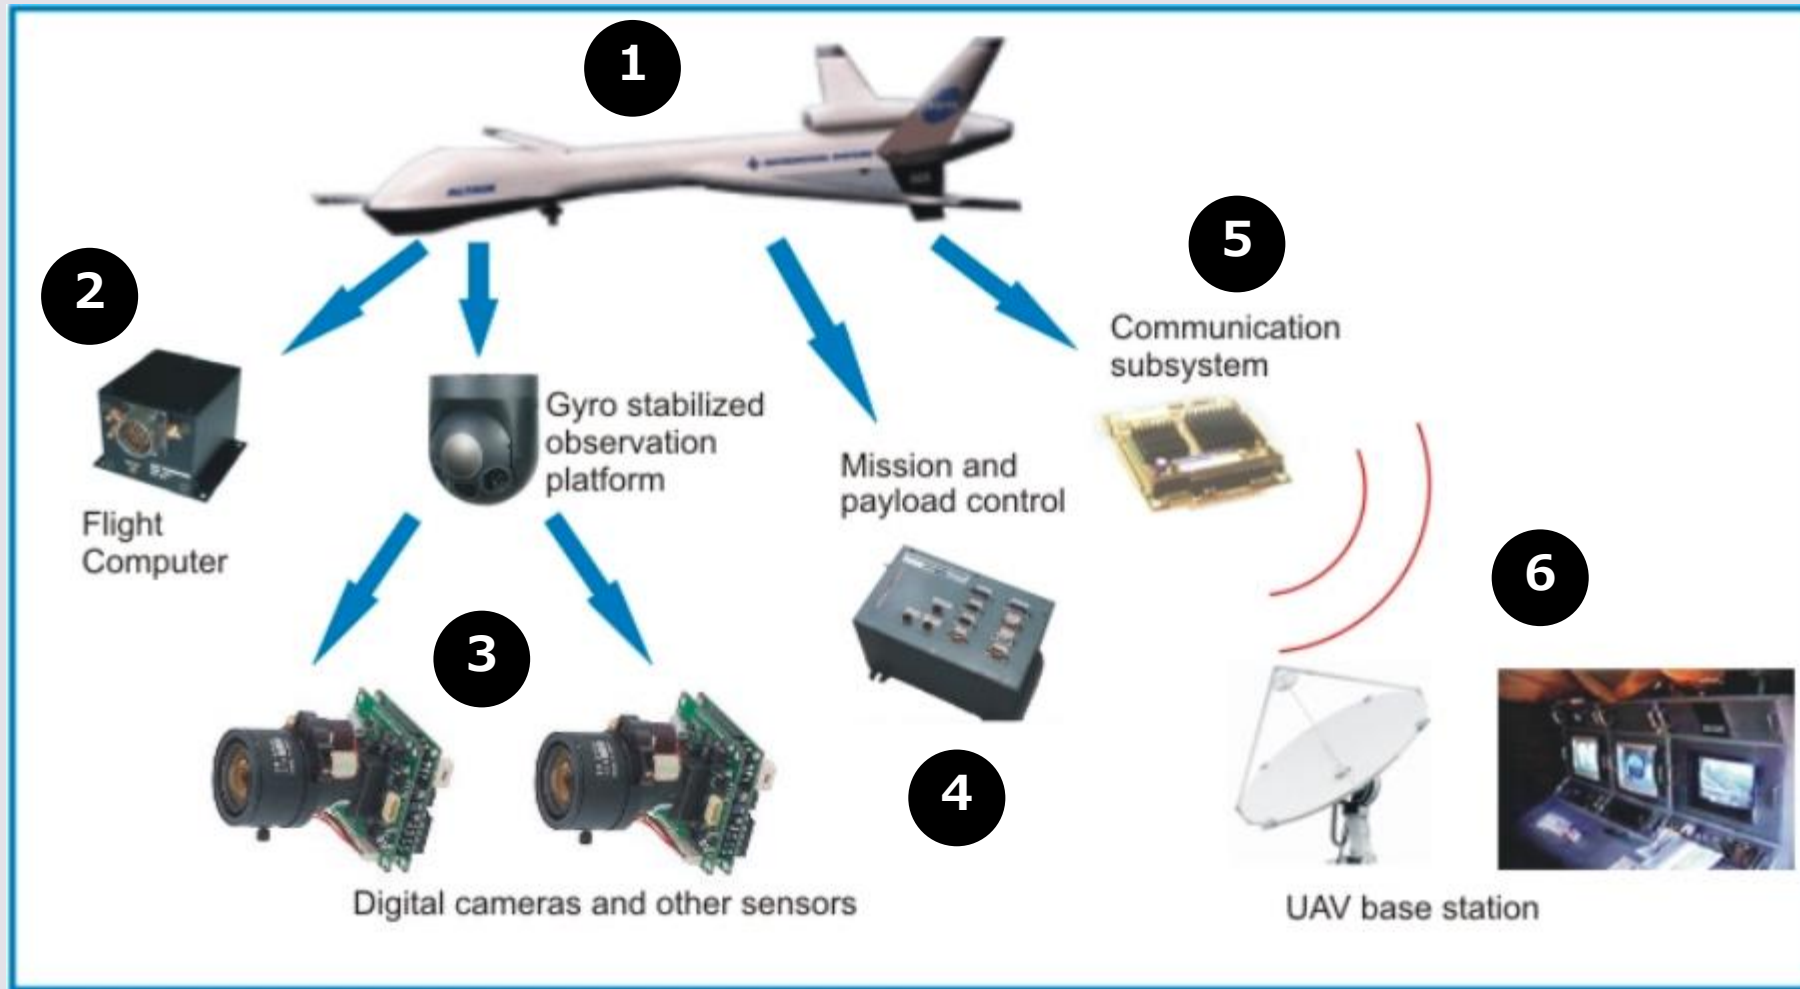 1
ALTAIR
2
5
Communication
subsystem
Gyro stabilized
observation
platform
Mission and
payload control
Flight
Computer
6
3
4
Digital cameras and other sensors
UAV base station